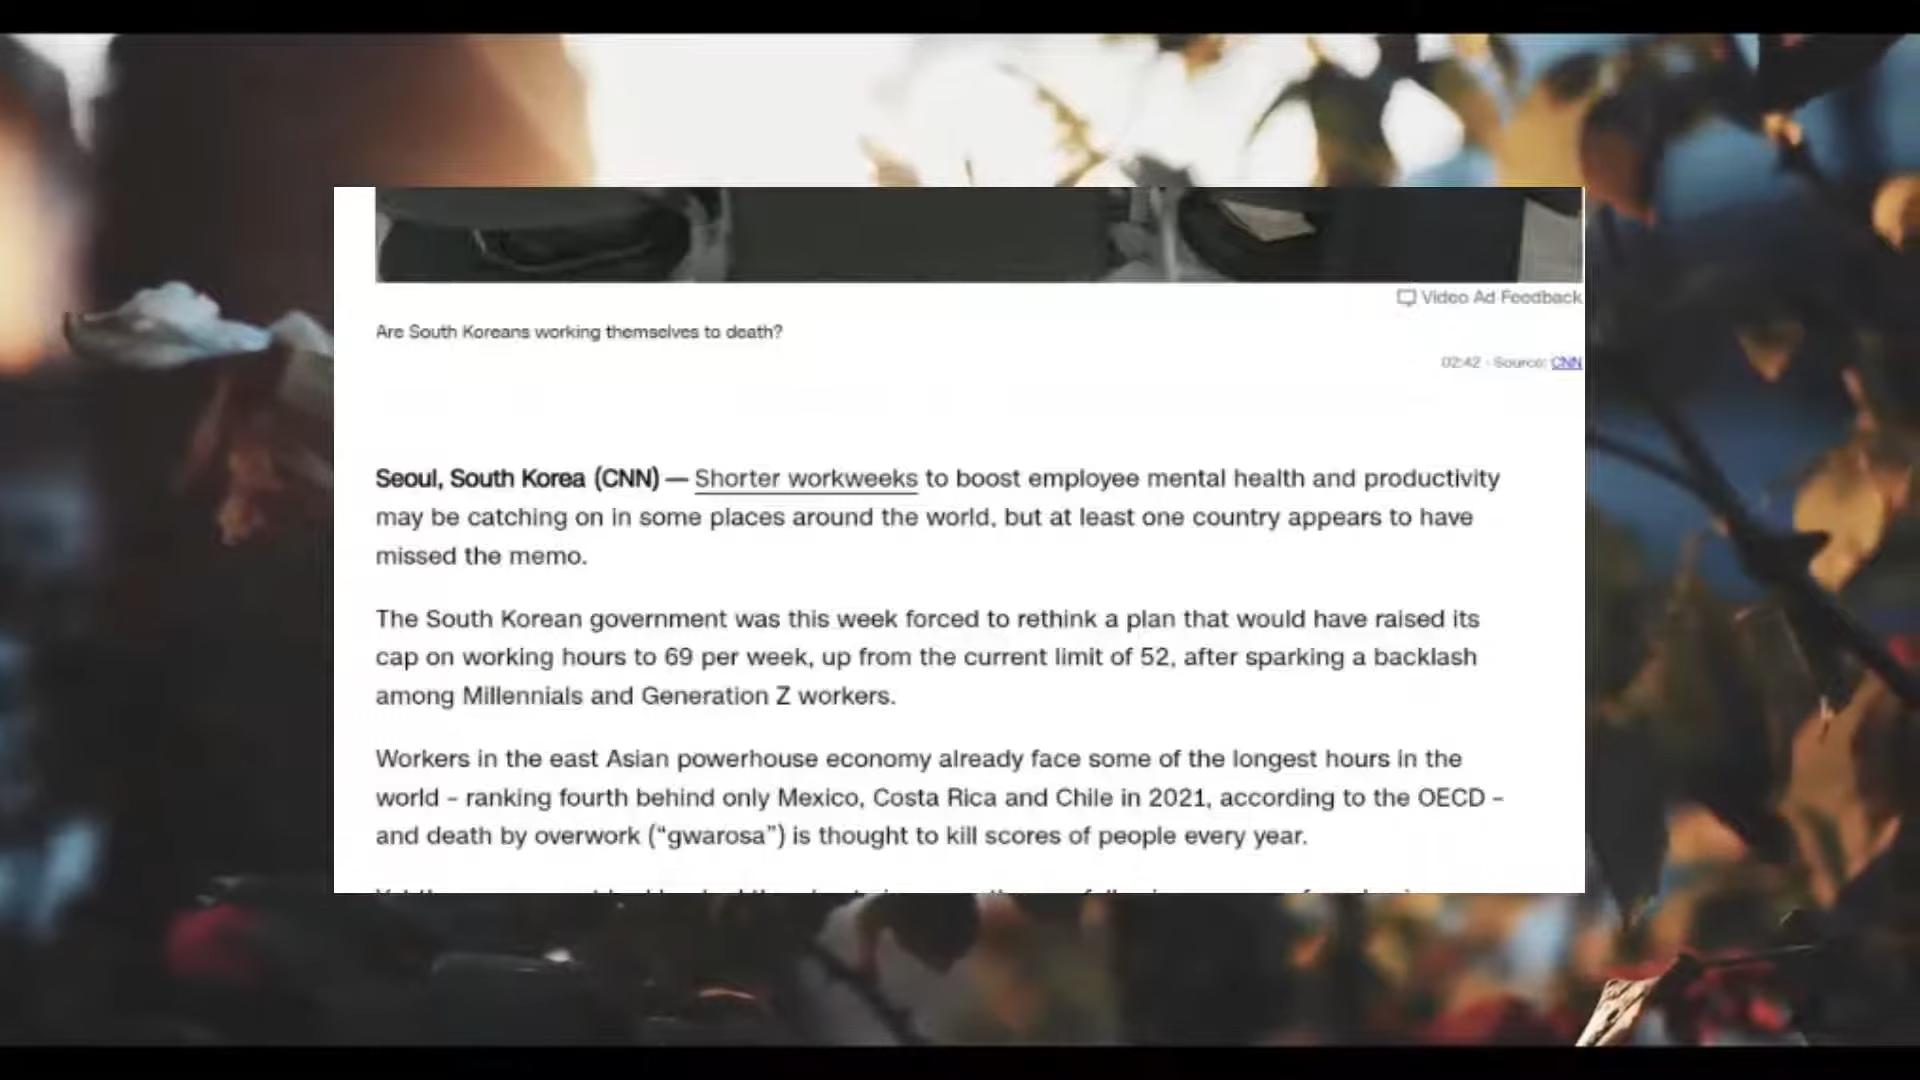 Video Ad Feedback
Are South Koreans working themselves to death?
02:42 - Source: CNN
Seoul, South Korea (CNN) — Shorter workweeks to boost employee mental health and productivity
may be catching on in some places around the world, but at least one country appears to have
missed the memo.
The South Korean government was this week forced to rethink a plan that would have raised its
cap on working hours to 69 per week, up from the current limit of 52, after sparking a backlash
among Millennials and Generation Z workers.
Workers in the east Asian powerhouse economy already face some of the longest hours in the
world – ranking fourth behind only Mexico, Costa Rica and Chile in 2021, according to the OECD –
and death by overwork (“gwarosa”) is thought to kill scores of people every year.